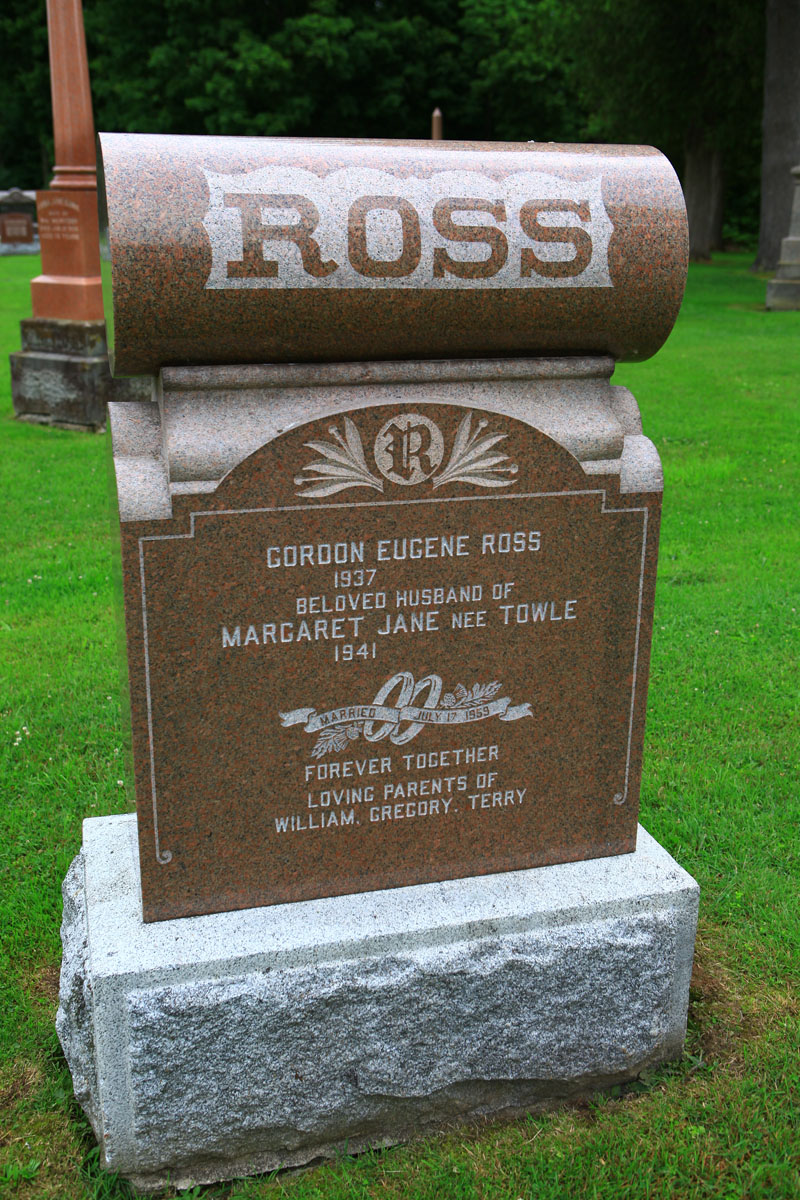 ROSS
R
GORDON EUGENE ROSS
1937
BELOVED HUSBAND OF
MARGARET JANE NEE TOWLE
1941
MARRIED JULY 17 1959
FOREVER TOGETHER
LOVING PARENTS OF
WILLIAM, GREGORY, TERRY